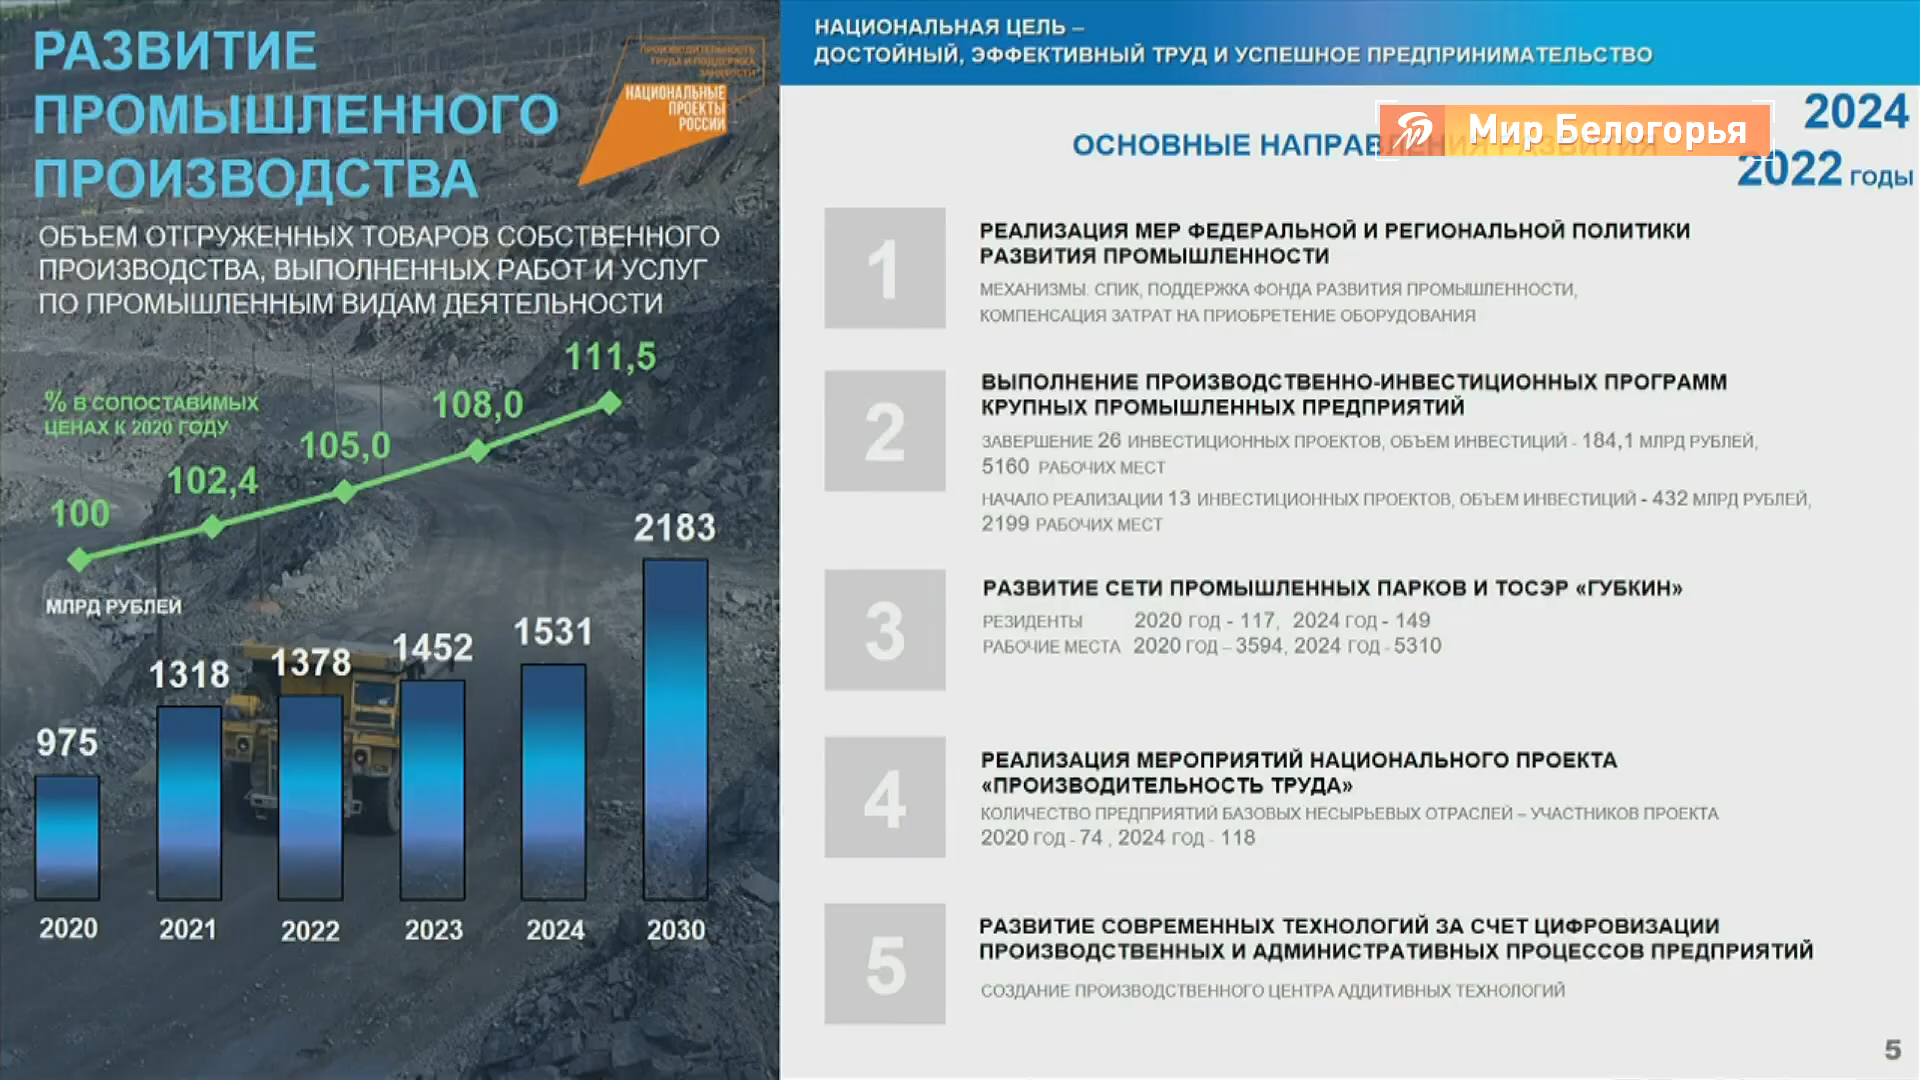 РАЗВИТИЕ
ПРОМЫШЛЕННОГО
ПРОИЗВОДСТВА
ПРОИЗВОДИТЕЛЬНОСТЬ
ТРУДА И ПОДДЕРЖКА
ЗАНЯТОСТИ
НАЦИОНАЛЬНЫЕ
ПРОЕКТЫ
РОССИИ
ОБЪЕМ ОТГРУЖЕННЫХ ТОВАРОВ СОБСТВЕННОГО
ПРОИЗВОДСТВА, ВЫПОЛНЕННЫХ РАБОТ И УСЛУГ
ПО ПРОМЫШЛЕННЫМ ВИДАМ ДЕЯТЕЛЬНОСТИ
% В СОПОСТАВИМЫХ
ЦЕНАХ К 2020 ГОДУ
100
102,4
105,0
108,0
111,5
МЛРД РУБЛЕЙ
975
1318
1378
1452
1531
2183
2020
2021
2022
2023
2024
2030
НАЦИОНАЛЬНАЯ ЦЕЛЬ –
ДОСТОЙНЫЙ, ЭФФЕКТИВНЫЙ ТРУД И УСПЕШНОЕ ПРЕДПРИНИМАТЕЛЬСТВО
Мир Белогорья
ОСНОВНЫЕ НАПРАВЛЕНИЯ РАЗВИТИЯ
2024
2022 ГОДЫ
1
РЕАЛИЗАЦИЯ МЕР ФЕДЕРАЛЬНОЙ И РЕГИОНАЛЬНОЙ ПОЛИТИКИ
РАЗВИТИЯ ПРОМЫШЛЕННОСТИ
МЕХАНИЗМЫ: СПИК, ПОДДЕРЖКА ФОНДА РАЗВИТИЯ ПРОМЫШЛЕННОСТИ,
КОМПЕНСАЦИЯ ЗАТРАТ НА ПРИОБРЕТЕНИЕ ОБОРУДОВАНИЯ
2
ВЫПОЛНЕНИЕ ПРОИЗВОДСТВЕННО-ИНВЕСТИЦИОННЫХ ПРОГРАММ
КРУПНЫХ ПРОМЫШЛЕННЫХ ПРЕДПРИЯТИЙ
ЗАВЕРШЕНИЕ 26 ИНВЕСТИЦИОННЫХ ПРОЕКТОВ, ОБЪЕМ ИНВЕСТИЦИЙ - 184,1 МЛРД РУБЛЕЙ,
5160 РАБОЧИХ МЕСТ
НАЧАЛО РЕАЛИЗАЦИИ 13 ИНВЕСТИЦИОННЫХ ПРОЕКТОВ, ОБЪЕМ ИНВЕСТИЦИЙ - 432 МЛРД РУБЛЕЙ,
2199 РАБОЧИХ МЕСТ
3
РАЗВИТИЕ СЕТИ ПРОМЫШЛЕННЫХ ПАРКОВ И ТОСЭР «ГУБКИН»
РЕЗИДЕНТЫ 2020 ГОД - 117, 2024 ГОД - 149
РАБОЧИЕ МЕСТА 2020 ГОД – 3594, 2024 ГОД - 5310
4
РЕАЛИЗАЦИЯ МЕРОПРИЯТИЙ НАЦИОНАЛЬНОГО ПРОЕКТА
«ПРОИЗВОДИТЕЛЬНОСТЬ ТРУДА»
КОЛИЧЕСТВО ПРЕДПРИЯТИЙ БАЗОВЫХ НЕСЫРЬЕВЫХ ОТРАСЛЕЙ – УЧАСТНИКОВ ПРОЕКТА
2020 ГОД - 74 , 2024 ГОД - 118
5
РАЗВИТИЕ СОВРЕМЕННЫХ ТЕХНОЛОГИЙ ЗА СЧЕТ ЦИФРОВИЗАЦИИ
ПРОИЗВОДСТВЕННЫХ И АДМИНИСТРАТИВНЫХ ПРОЦЕССОВ ПРЕДПРИЯТИЙ
СОЗДАНИЕ ПРОИЗВОДСТВЕННОГО ЦЕНТРА АДДИТИВНЫХ ТЕХНОЛОГИЙ
5